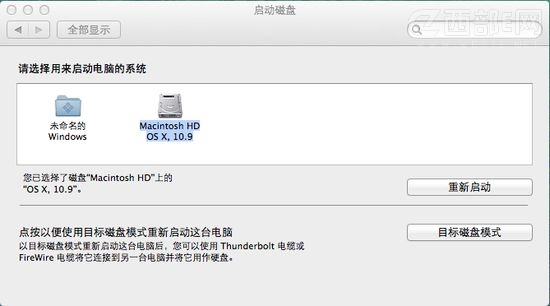 启动磁盘
西部E网
全部显示
请选择用来启动电脑的系统
未命名的
Windows
Macintosh HD
OS X, 10.9
您已选择了磁盘“Macintosh HD”上的
“OS X, 10.9”。
重新启动
点按以便使用目标磁盘模式重新启动这台电脑
以目标磁盘模式重新启动这台电脑后，您可以使用 Thunderbolt 电缆或
FireWire 电缆将它连接到另一台电脑并将它用作硬盘。
目标磁盘模式